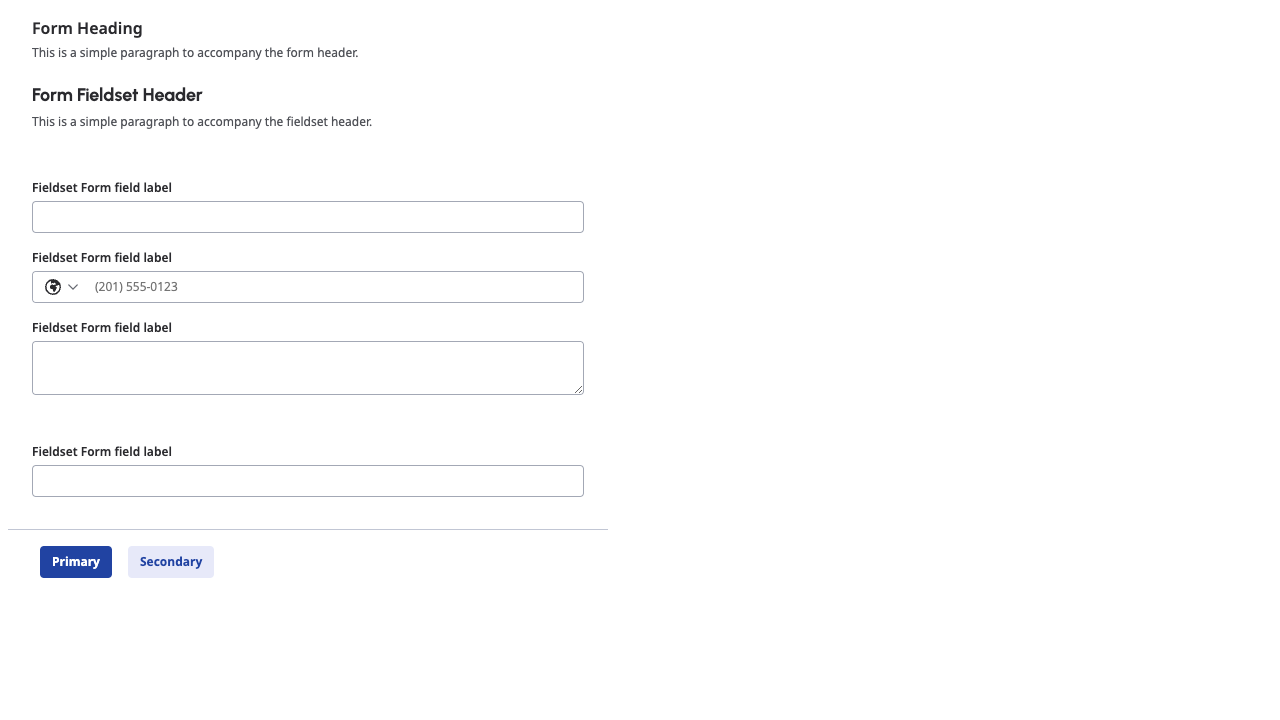 Form Heading
This is a simple paragraph to accompany the form header.
Form Fieldset Header
This is a simple paragraph to accompany the fieldset header.
Fieldset Form field label
Fieldset Form field label
(201) 555-0123
Fieldset Form field label
Fieldset Form field label
Primary Secondary